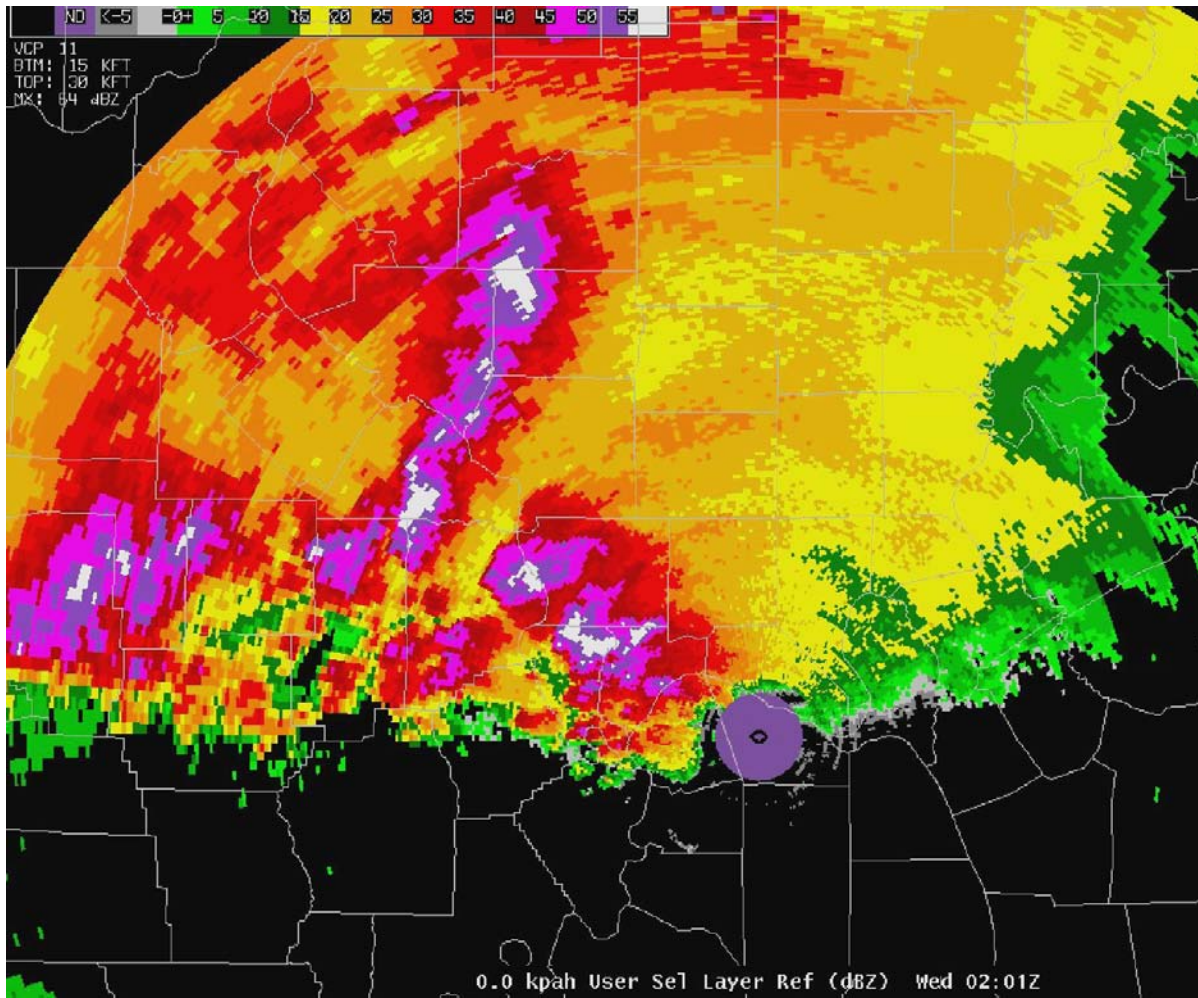 ND <-5 -0+ 5 10 15 20 25 30 35 40 45 50 55
VCP 11
BTM: 15 KFT
TOP: 30 KFT
MX: 64 dBZ
0.0 kpah User Sel Layer Ref (dBZ) Wed 02:01Z